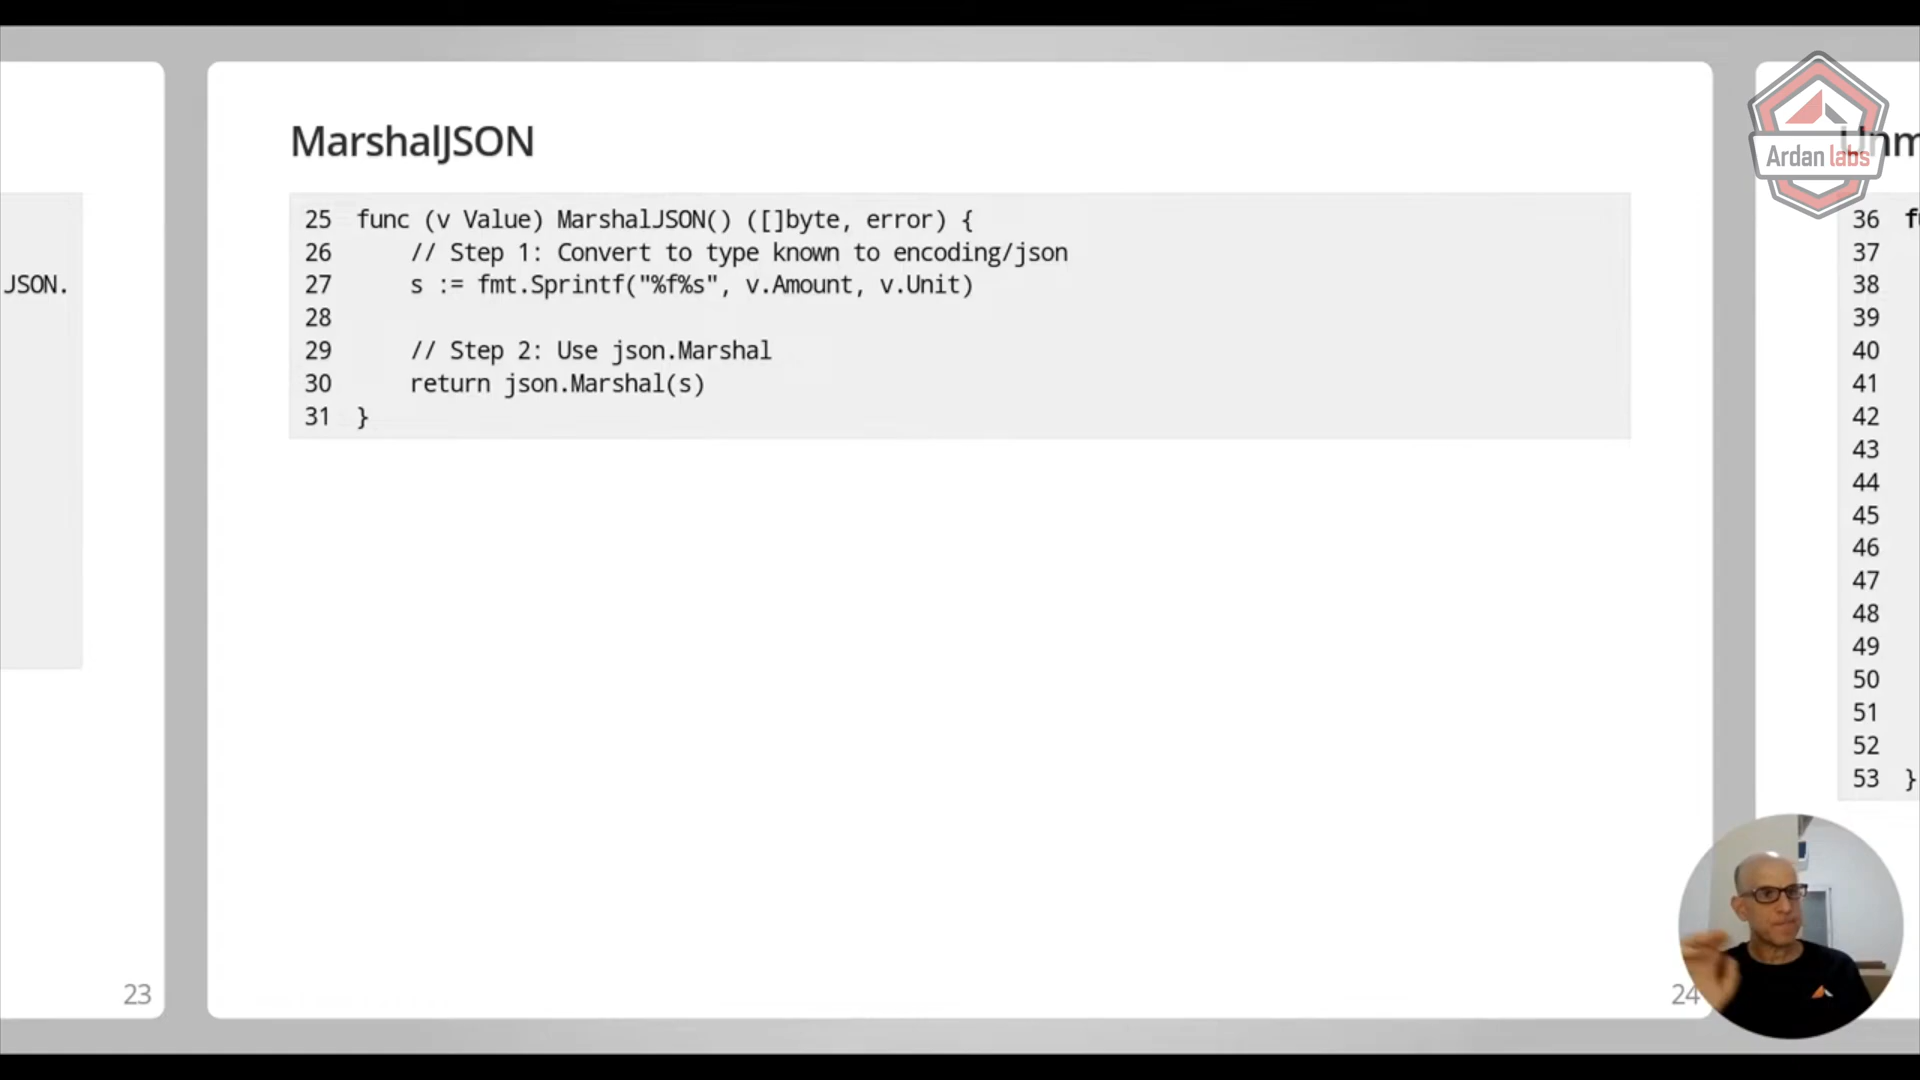 MarshalJSON
25 func (v Value) MarshalJSON() ([]byte, error) {
26     // Step 1: Convert to type known to encoding/json
27     s := fmt.Sprintf("%f%s", v.Amount, v.Unit)
28
29     // Step 2: Use json.Marshal
30     return json.Marshal(s)
31 }
24
JSON.
23
Ardan labs
36
37
38
39
40
41
42
43
44
45
46
47
48
49
50
51
52
53 }